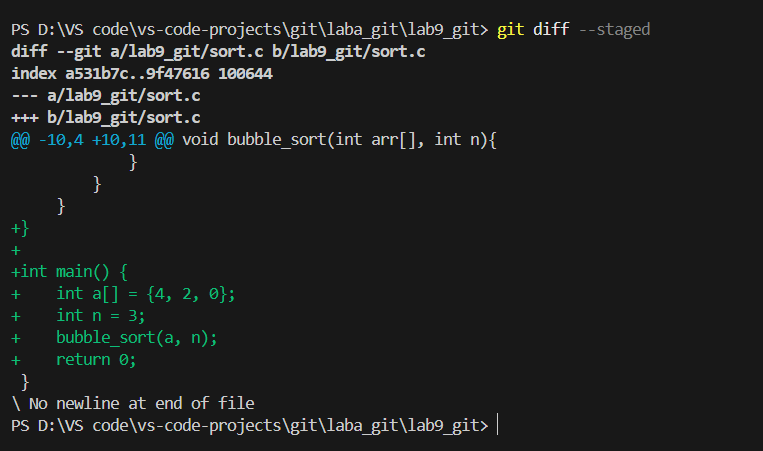 PS D:\VS code\vs-code-projects\git\laba_git\lab9_git> git diff --staged
diff --git a/lab9_git/sort.c b/lab9_git/sort.c
index a531b7c..9f47616 100644
--- a/lab9_git/sort.c
+++ b/lab9_git/sort.c
@@ -10,4 +10,11 @@ void bubble_sort(int arr[], int n){
             }
         }
     }
+}
+
+int main() {
+    int a[] = {4, 2, 0};
+    int n = 3;
+    bubble_sort(a, n);
+    return 0;
 }
\ No newline at end of file
PS D:\VS code\vs-code-projects\git\laba_git\lab9_git>